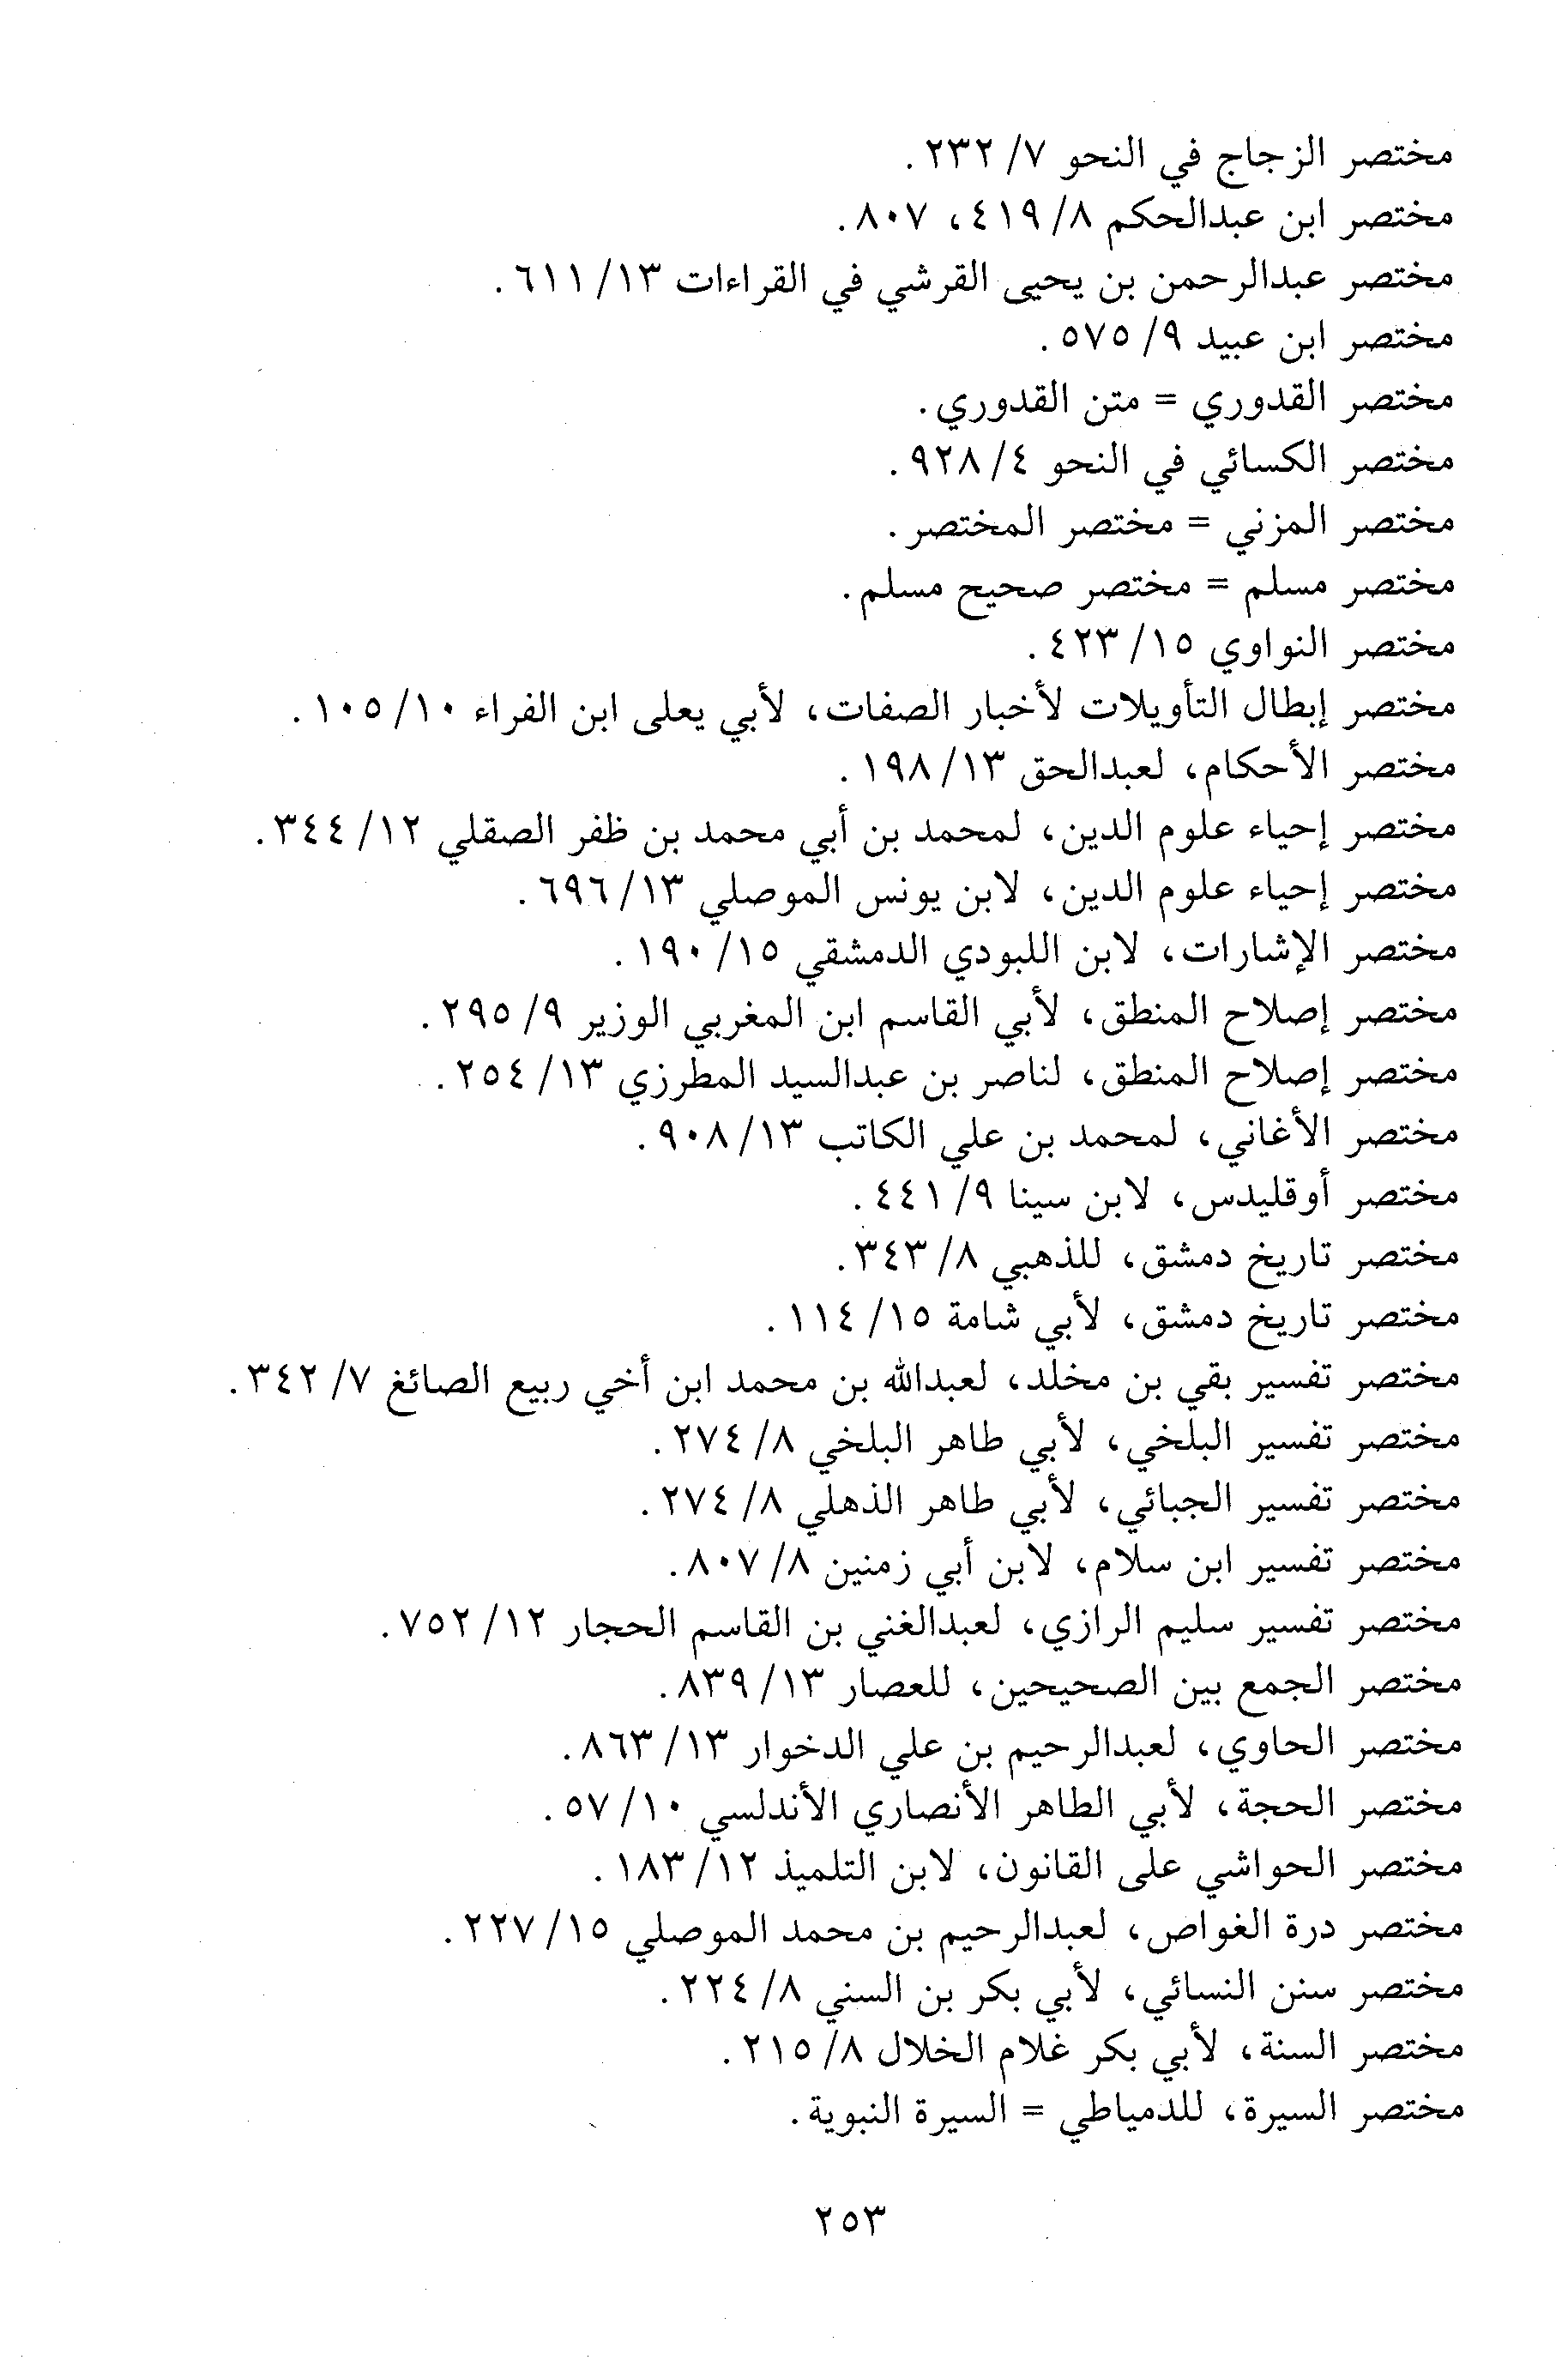 مختصر الزجاج في النحو ٧/ ٢٣٢ .
مختصر ابن عبدالحكم ٨/ ٤١٩، ٨٠٧.
مختصر عبدالرحمن بن يحيى القرشي في القراءات ١٣/ ٦١١ .
مختصر ابن عبيد ٩/ ٥٧٥ .
مختصر القدوري = متن القدوري.
مختصر الكسائي في النحو ٤/ ٩٢٨ .
مختصر المزني = مختصر المختصر .
مختصر مسلم = مختصر صحيح مسلم.
مختصر النواوي ١٥/ ٤٢٣ .
مختصر إبطال التأويلات لأخبار الصفات، لأبي يعلى ابن الفراء ١٠/ ١٠٥ .
مختصر الأحكام، لعبدالحق ١٣/ ١٩٨ .
مختصر إحياء علوم الدين، لمحمد بن أبي محمد بن ظفر الصقلي ١٢/ ٣٤٤.
مختصر إحياء علوم الدين، لابن يونس الموصلي ١٣/ ٦٩٦ .
مختصر الإشارات، لابن اللبودي الدمشقي ١٥/ ١٩٠ .
مختصر إصلاح المنطق، لأبي القاسم ابن المغربي الوزير ٩/ ٢٩٥ .
مختصر إصلاح المنطق، لناصر بن عبدالسيد المطرزي ١٣/ ٢٥٤ .
مختصر الأغاني، لمحمد بن علي الكاتب ١٣/ ٩٠٨ .
مختصر أوقليدس، لابن سينا ٩/ ٤٤١ .
مختصر تاريخ دمشق، للذهبي ٨/ ٣٤٣.
مختصر تاريخ دمشق، لأبي شامة ١٥/ ١١٤ .
مختصر تفسير بقي بن مخلد، لعبدالله بن محمد ابن أخي ربيع الصائغ ٧/ ٣٤٢.
مختصر تفسير البلخي، لأبي طاهر البلخي ٨/ ٢٧٤ .
مختصر تفسير الجبائي، لأبي طاهر الذهلي ٨/ ٢٧٤ .
مختصر تفسير ابن سلام، لابن أبي زمنين ٨/ ٨٠٧.
مختصر تفسير سليم الرازي، لعبدالغني بن القاسم الحجار ١٢/ ٧٥٢ .
مختصر الجمع بين الصحيحين، للعصار ١٣/ ٨٣٩.
مختصر الحاوي، لعبدالرحيم بن علي الدخوار ١٣/ ٨٦٣.
مختصر الحجة، لأبي الطاهر الأنصاري الأندلسي ١٠/ ٥٧ .
مختصر الحواشي على القانون، لابن التلميذ ١٢/ ١٨٣ .
مختصر درة الغواص، لعبدالرحيم بن محمد الموصلي ١٥/ ٢٢٧ .
مختصر سنن النسائي، لأبي بكر بن السني ٨/ ٢٢٤ .
مختصر السنة، لأبي بكر غلام الخلال ٨/ ٢١٥ .
مختصر السيرة، للدمياطي = السيرة النبوية.
٢٥٣